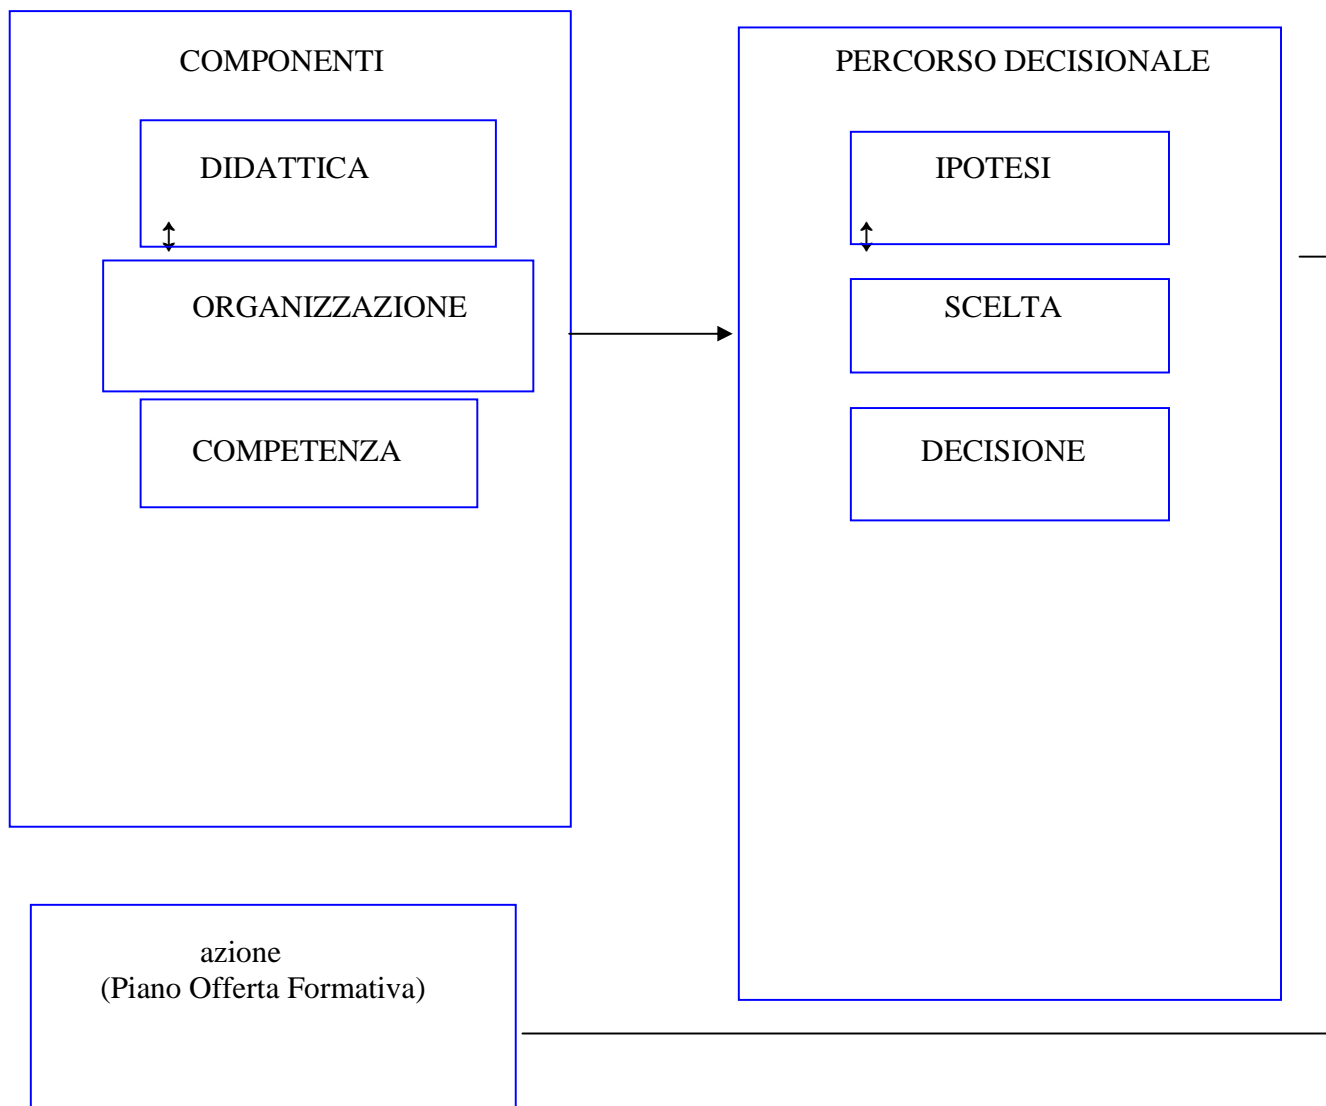 COMPONENTI
DIDATTICA
ORGANIZZAZIONE
COMPETENZA
PERCORSO DECISIONALE
IPOTESI
SCELTA
DECISIONE
azione
(Piano Offerta Formativa)